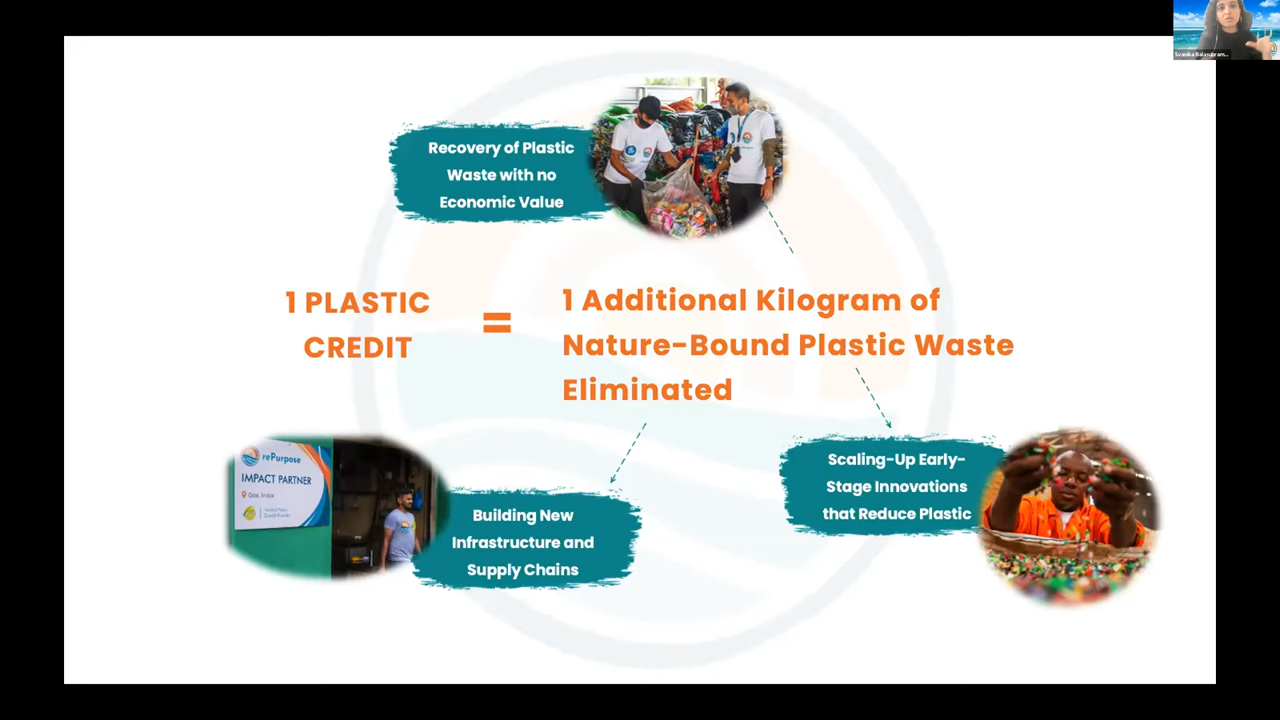 Svanika Balasubram...
Recovery of Plastic
Waste with no
Economic Value
1 PLASTIC
CREDIT
=
1 Additional Kilogram of
Nature-Bound Plastic Waste
Eliminated
rePurpose
IMPACT PARTNER
Goa, India
Building New
Infrastructure and
Supply Chains
Scaling-Up Early-
Stage Innovations
that Reduce Plastic